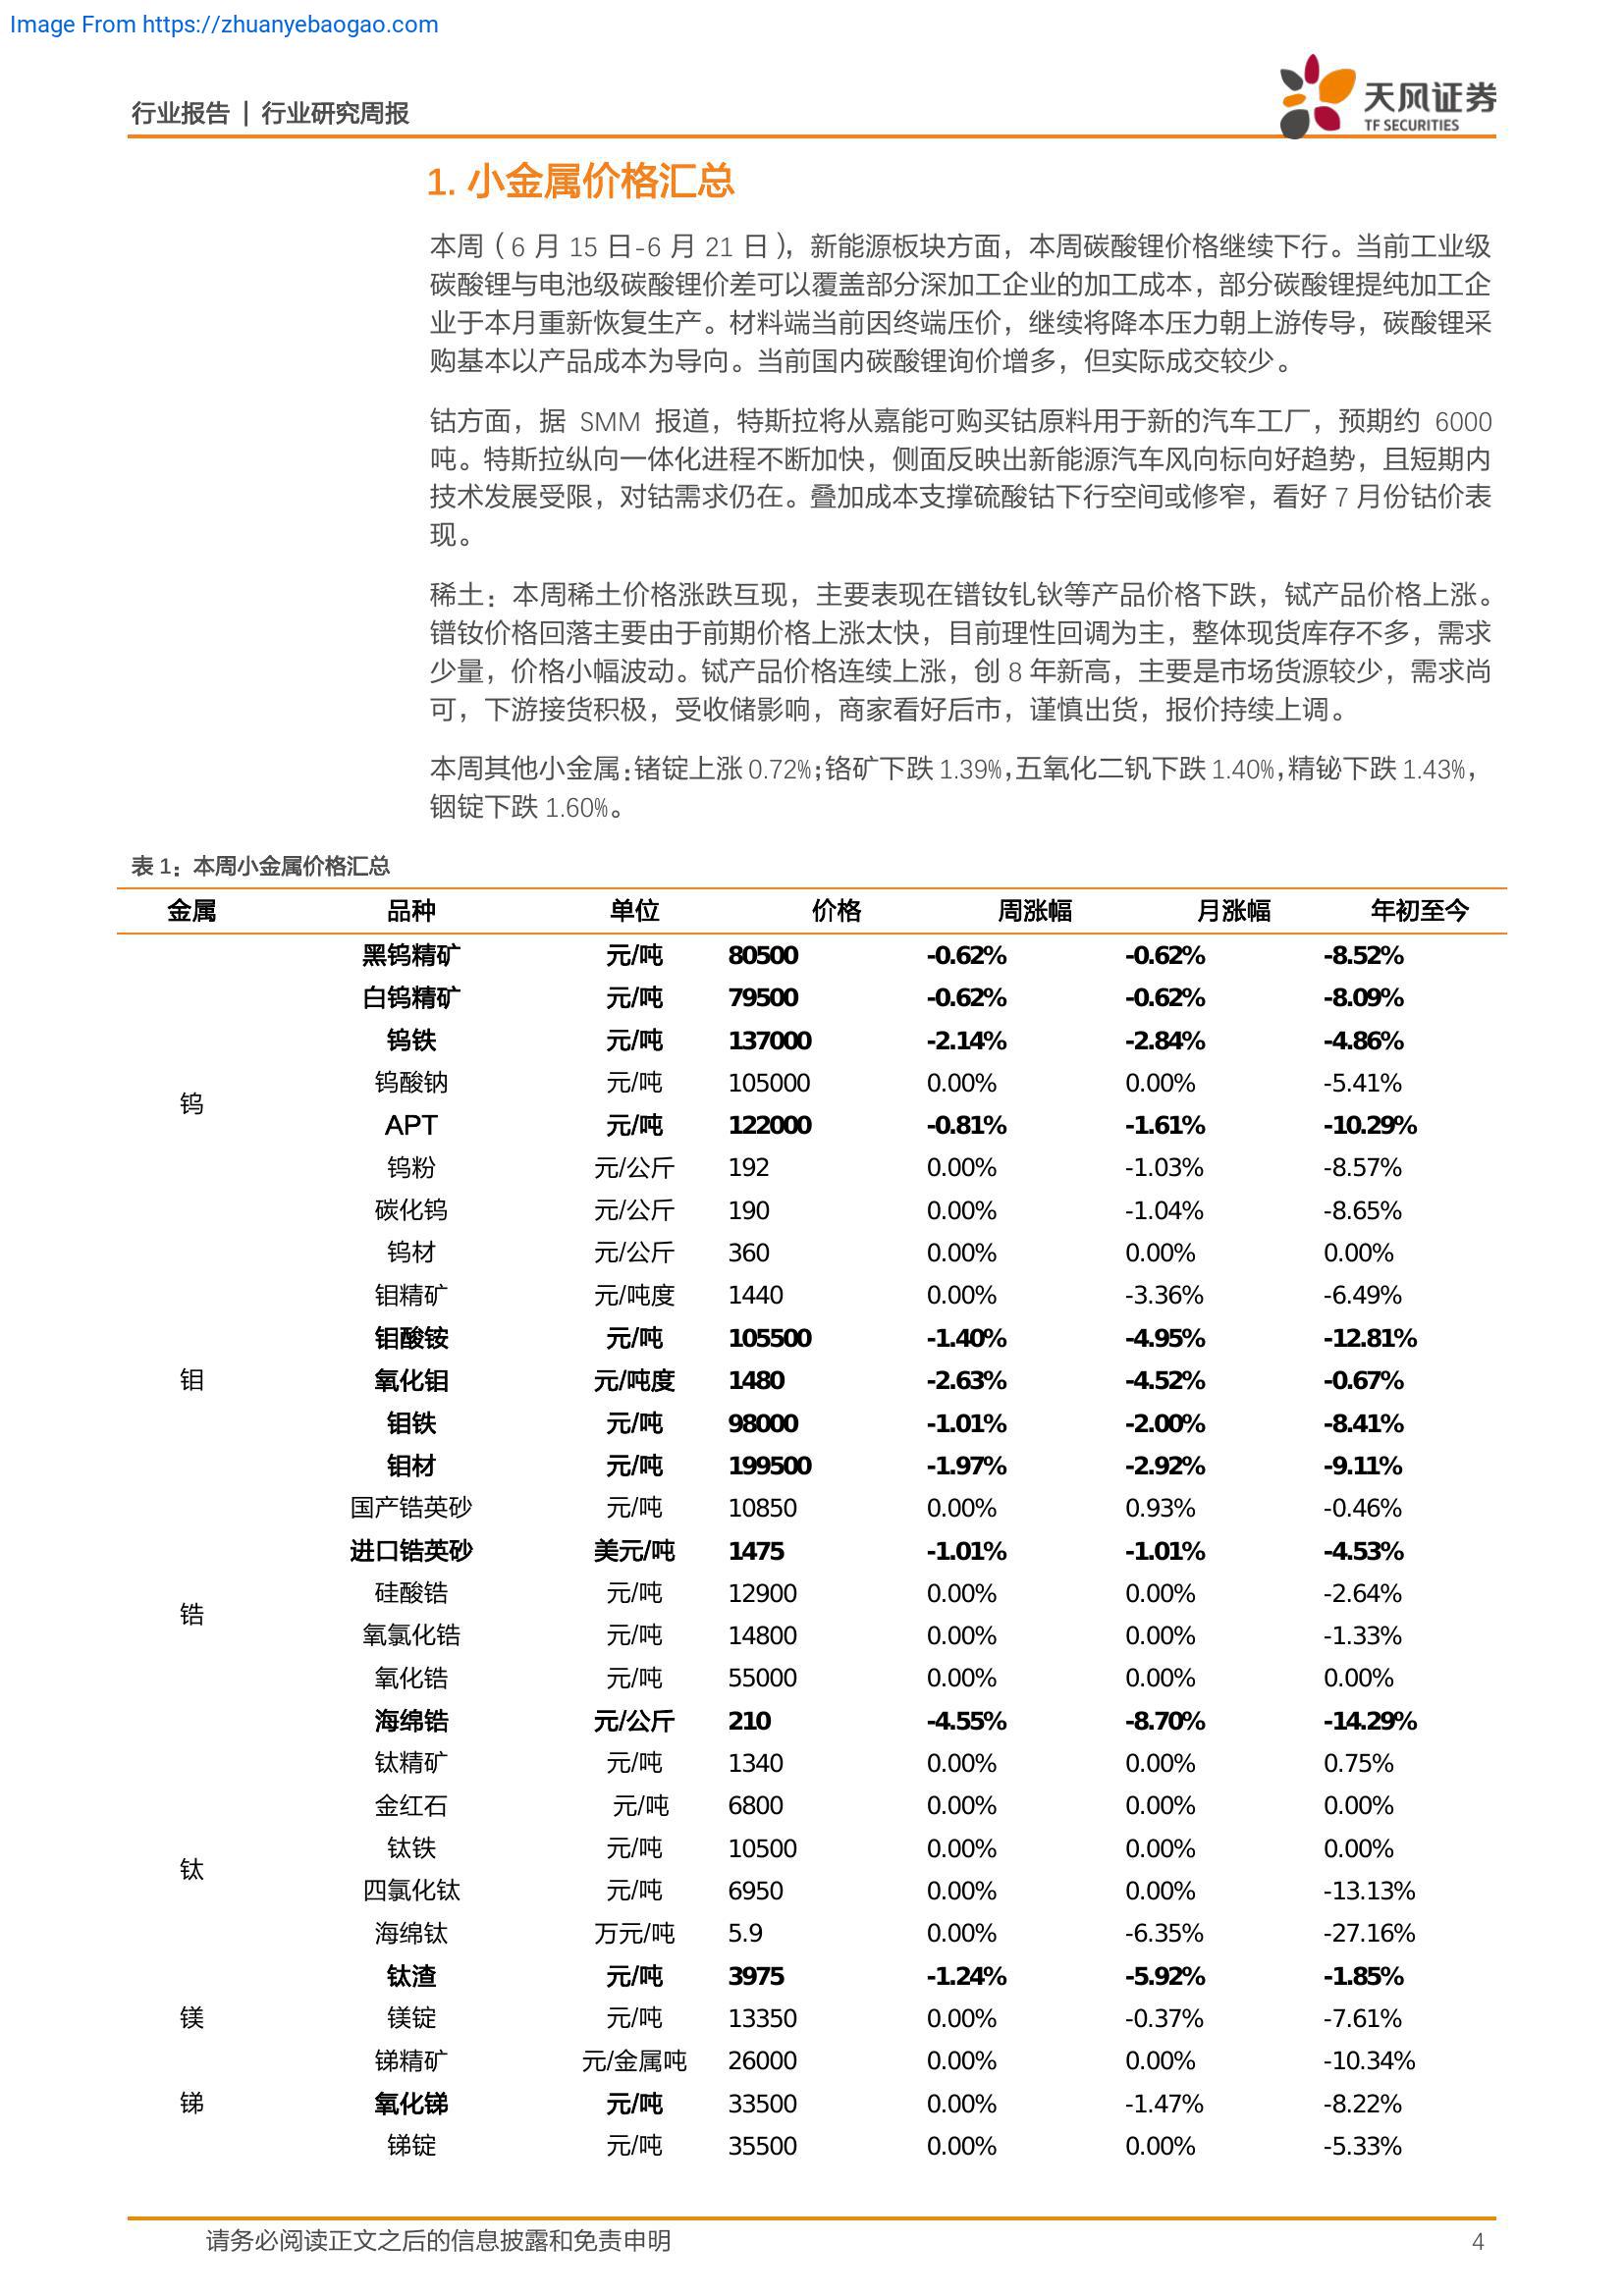 Image From https://zhuanyebaogao.com
行业报告 | 行业研究周报
天风证券
TF SECURITIES
1. 小金属价格汇总
本周（6 月 15 日-6 月 21 日），新能源板块方面，本周碳酸锂价格继续下行。当前工业级
碳酸锂与电池级碳酸锂价差可以覆盖部分深加工企业的加工成本，部分碳酸锂提纯加工企
业于本月重新恢复生产。材料端当前因终端压价，继续将降本压力朝上游传导，碳酸锂采
购基本以产品成本为导向。当前国内碳酸锂询价增多，但实际成交较少。
钴方面，据 SMM 报道，特斯拉将从嘉能可购买钴原料用于新的汽车工厂，预期约 6000
吨。特斯拉纵向一体化进程不断加快，侧面反映出新能源汽车风向标向好趋势，且短期内
技术发展受限，对钴需求仍在。叠加成本支撑硫酸钴下行空间或修窄，看好 7 月份钴价表
现。
稀土：本周稀土价格涨跌互现，主要表现在镨钕钆钬等产品价格下跌，铽产品价格上涨。
镨钕价格回落主要由于前期价格上涨太快，目前理性回调为主，整体现货库存不多，需求
少量，价格小幅波动。铽产品价格连续上涨，创 8 年新高，主要是市场货源较少，需求尚
可，下游接货积极，受收储影响，商家看好后市，谨慎出货，报价持续上调。
本周其他小金属：锗锭上涨 0.72%；铬矿下跌 1.39%，五氧化二钒下跌 1.40%，精铋下跌 1.43%，
铟锭下跌 1.60%。
表 1：本周小金属价格汇总
金属 品种 单位 价格 周涨幅 月涨幅 年初至今
黑钨精矿 元/吨 80500 -0.62% -0.62% -8.52%
白钨精矿 元/吨 79500 -0.62% -0.62% -8.09%
钨铁 元/吨 137000 -2.14% -2.84% -4.86%
钨酸钠 元/吨 105000 0.00% 0.00% -5.41%
钨
APT 元/吨 122000 -0.81% -1.61% -10.29%
钨粉 元/公斤 192 0.00% -1.03% -8.57%
碳化钨 元/公斤 190 0.00% -1.04% -8.65%
钨材 元/公斤 360 0.00% 0.00% 0.00%
钼精矿 元/吨度 1440 0.00% -3.36% -6.49%
钼酸铵 元/吨 105500 -1.40% -4.95% -12.81%
钼 氧化钼 元/吨度 1480 -2.63% -4.52% -0.67%
钼铁 元/吨 98000 -1.01% -2.00% -8.41%
钼材 元/吨 199500 -1.97% -2.92% -9.11%
国产锆英砂 元/吨 10850 0.00% 0.93% -0.46%
进口锆英砂 美元/吨 1475 -1.01% -1.01% -4.53%
硅酸锆 元/吨 12900 0.00% 0.00% -2.64%
锆
氧氯化锆 元/吨 14800 0.00% 0.00% -1.33%
氧化锆 元/吨 55000 0.00% 0.00% 0.00%
海绵锆 元/公斤 210 -4.55% -8.70% -14.29%
钛精矿 元/吨 1340 0.00% 0.00% 0.75%
金红石 元/吨 6800 0.00% 0.00% 0.00%
钛铁 元/吨 10500 0.00% 0.00% 0.00%
钛
四氯化钛 元/吨 6950 0.00% 0.00% -13.13%
海绵钛 万元/吨 5.9 0.00% -6.35% -27.16%
钛渣 元/吨 3975 -1.24% -5.92% -1.85%
镁 镁锭 元/吨 13350 0.00% -0.37% -7.61%
锑精矿 元/金属吨 26000 0.00% 0.00% -10.34%
锑 氧化锑 元/吨 33500 0.00% -1.47% -8.22%
锑锭 元/吨 35500 0.00% 0.00% -5.33%
请务必阅读正文之后的信息披露和免责申明 4